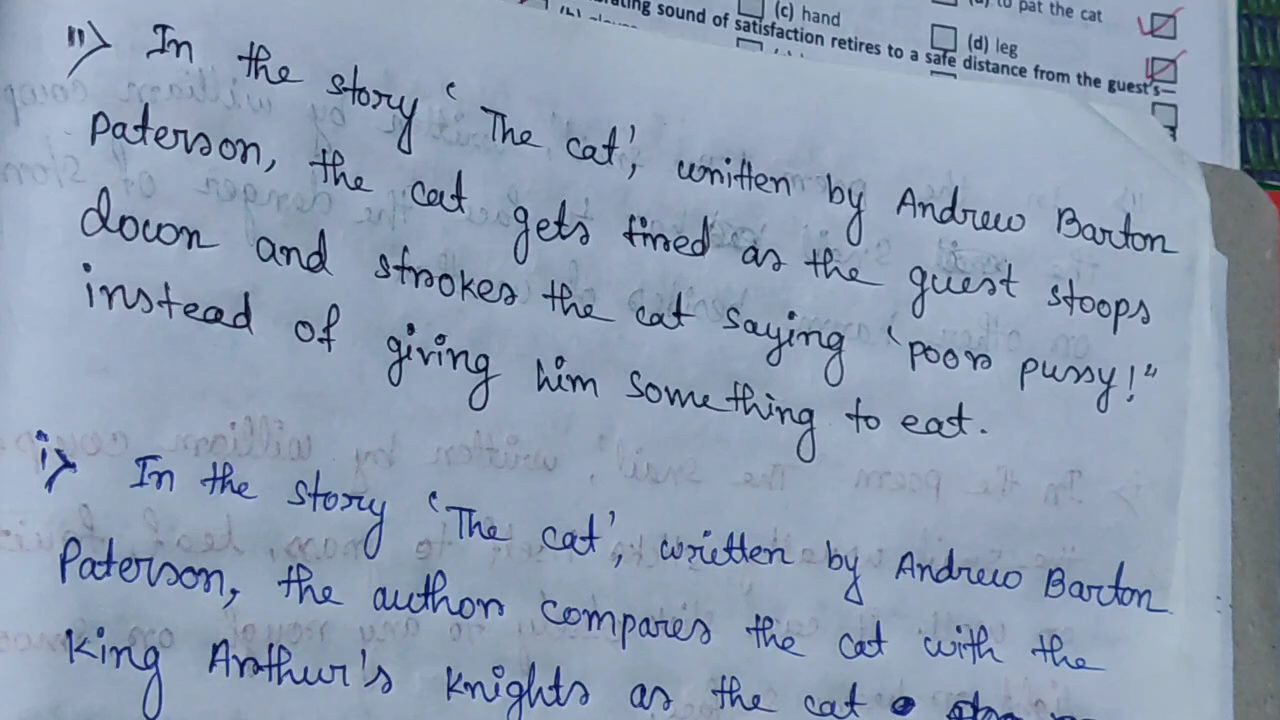 to pat the cat
(c) hand
sound of satisfaction retires to a safe distance from the guest's—
(d) leg
ii> In the story 'The cat', written by Andrew Barton
Paterson, the cat gets tired as the guest stoops
down and strokes the cat saying 'poor pussy!"
instead of giving him something to eat.
i> In the story 'The cat', written by Andrew Barton
Paterson, the author compares the cat with the
King Arthur's knights as the cat